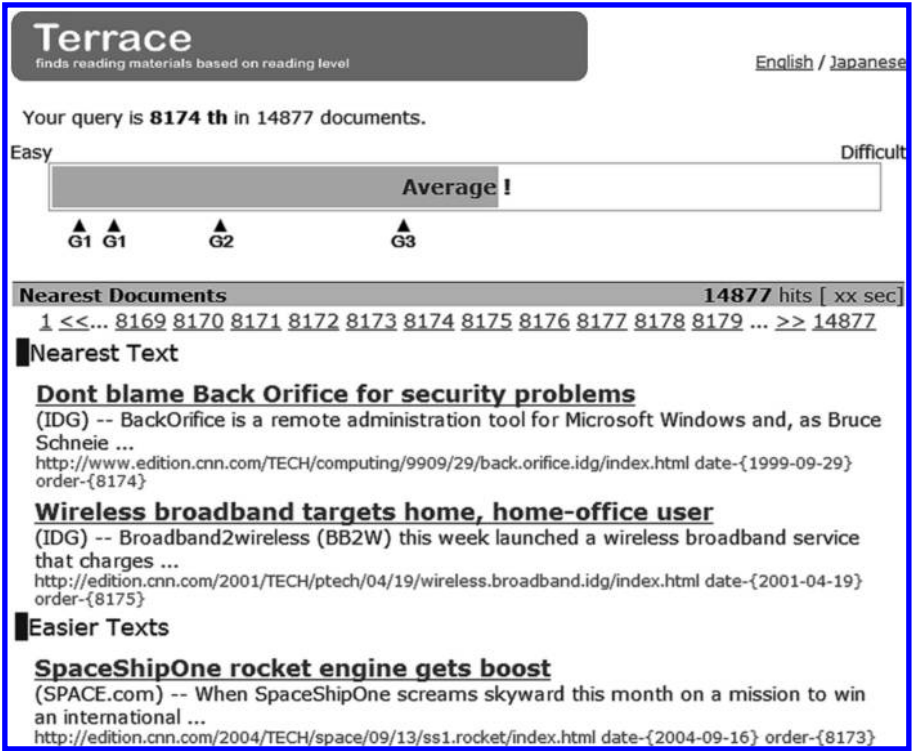 Terrace
finds reading materials based on reading level
English / Japanese
Your query is 8174 th in 14877 documents.
Easy Difficult
Average !
▲ ▲ ▲ ▲
G1 G1 G2 G3
Nearest Documents 14877 hits [ xx sec]
1 <<... 8169 8170 8171 8172 8173 8174 8175 8176 8177 8178 8179 ... >> 14877
Nearest Text
Dont blame Back Orifice for security problems
(IDG) -- BackOrifice is a remote administration tool for Microsoft Windows and, as Bruce
Schneie ...
http://www.edition.cnn.com/TECH/computing/9909/29/back.orifice.idg/index.html date-{1999-09-29}
order-{8174}
Wireless broadband targets home, home-office user
(IDG) -- Broadband2wireless (BB2W) this week launched a wireless broadband service
that charges ...
http://edition.cnn.com/2001/TECH/ptech/04/19/wireless.broadband.idg/index.html date-{2001-04-19}
order-{8175}
Easier Texts
SpaceShipOne rocket engine gets boost
(SPACE.com) -- When SpaceShipOne screams skyward this month on a mission to win
an international ...
http://edition.cnn.com/2004/TECH/space/09/13/ss1.rocket/index.html date-{2004-09-16} order-{8173}